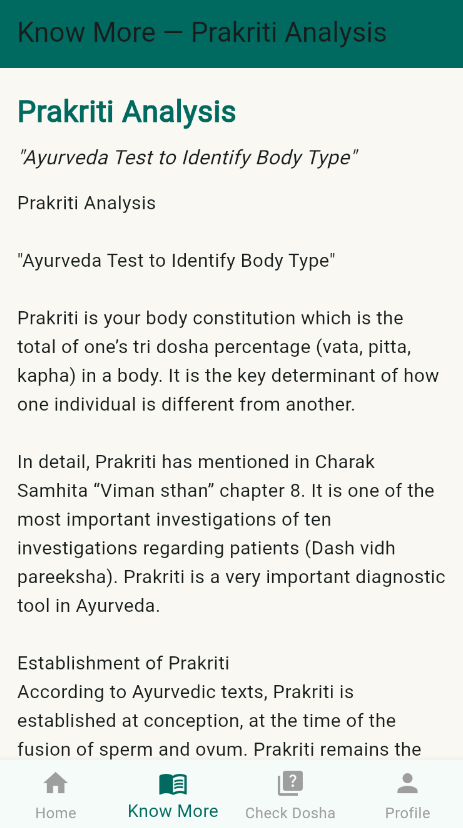 Know More — Prakriti Analysis
Prakriti Analysis
"Ayurveda Test to Identify Body Type"
Prakriti Analysis
"Ayurveda Test to Identify Body Type"
Prakriti is your body constitution which is the
total of one’s tri dosha percentage (vata, pitta,
kapha) in a body. It is the key determinant of how
one individual is different from another.
In detail, Prakriti has mentioned in Charak
Samhita “Viman sthan” chapter 8. It is one of the
most important investigations of ten
investigations regarding patients (Dash vidh
pareeksha). Prakriti is a very important diagnostic
tool in Ayurveda.
Establishment of Prakriti
According to Ayurvedic texts, Prakriti is
established at conception, at the time of the
fusion of sperm and ovum. Prakriti remains the
Home
Know More
Check Dosha
Profile